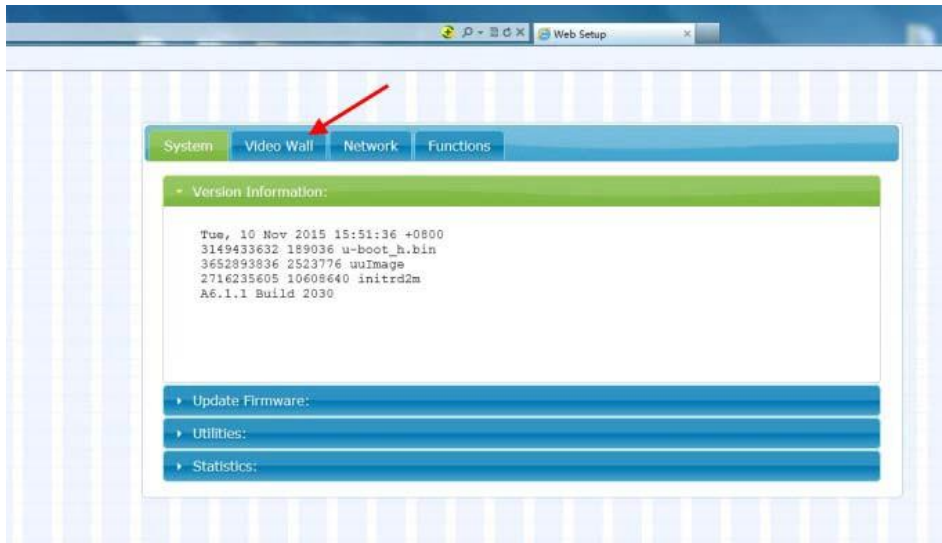 Web Setup
System Video Wall Network Functions
Version Information:
Tue, 10 Nov 2015 15:51:36 +0800
3149433632 189036 u-boot_h.bin
3652893836 2523776 uuImage
2716235605 10608640 initrd2m
A6.1.1 Build 2030
Update Firmware:
Utilities:
Statistics: